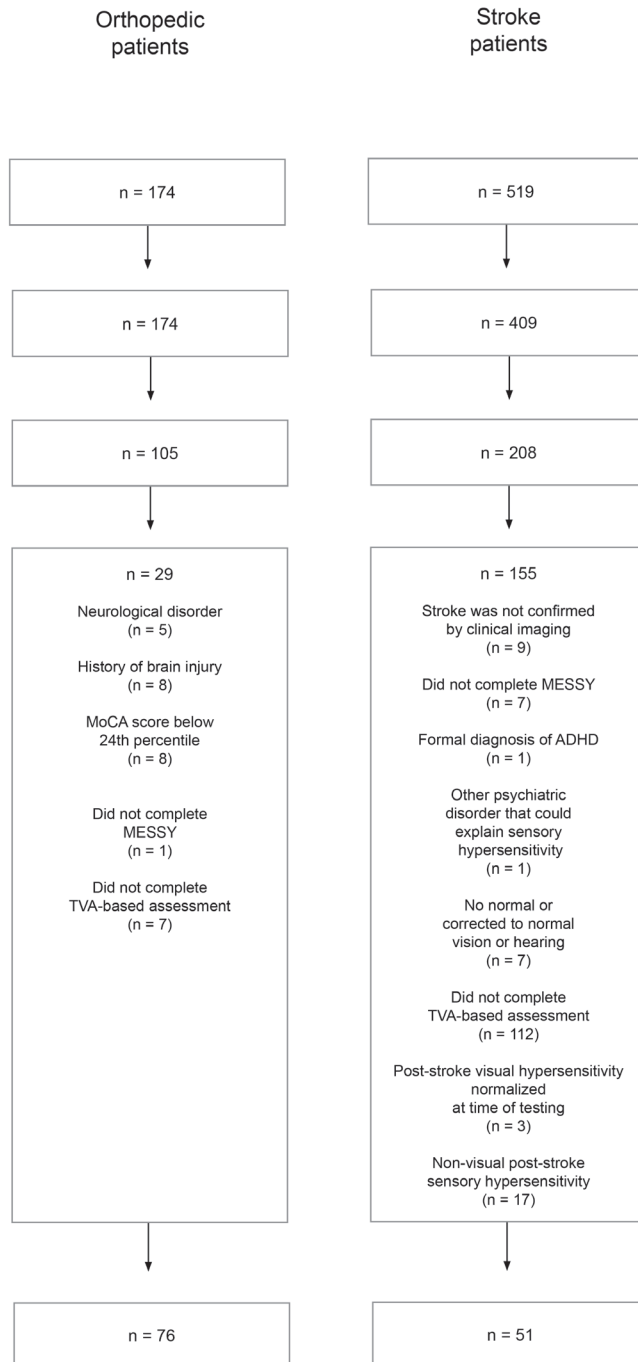 Orthopedic
patients
n = 174
n = 174
n = 105
n = 29
Neurological disorder
(n = 5)
History of brain injury
(n = 8)
MoCA score below
24th percentile
(n = 8)
Did not complete
MESSY
(n = 1)
Did not complete
TVA-based assessment
(n = 7)
n = 76
Stroke
patients
n = 519
n = 409
n = 208
n = 155
Stroke was not confirmed
by clinical imaging
(n = 9)
Did not complete MESSY
(n = 7)
Formal diagnosis of ADHD
(n = 1)
Other psychiatric
disorder that could
explain sensory
hypersensitivity
(n = 1)
No normal or
corrected to normal
vision or hearing
(n = 7)
Did not complete
TVA-based assessment
(n = 112)
Post-stroke visual hypersensitivity
normalized
at time of testing
(n = 3)
Non-visual post-stroke
sensory hypersensitivity
(n = 17)
n = 51